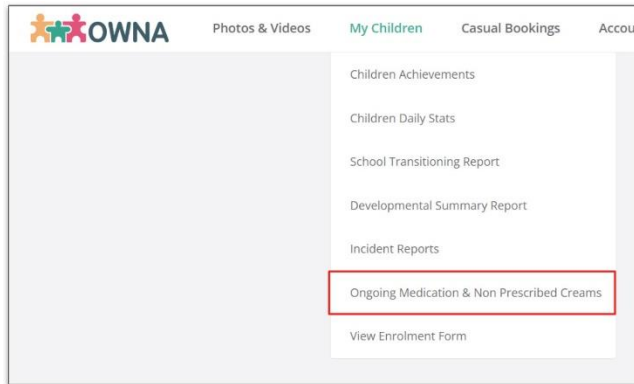 OWNA
Photos & Videos
My Children
Casual Bookings
Accou
Children Achievements
Children Daily Stats
School Transitioning Report
Developmental Summary Report
Incident Reports
Ongoing Medication & Non Prescribed Creams
View Enrolment Form